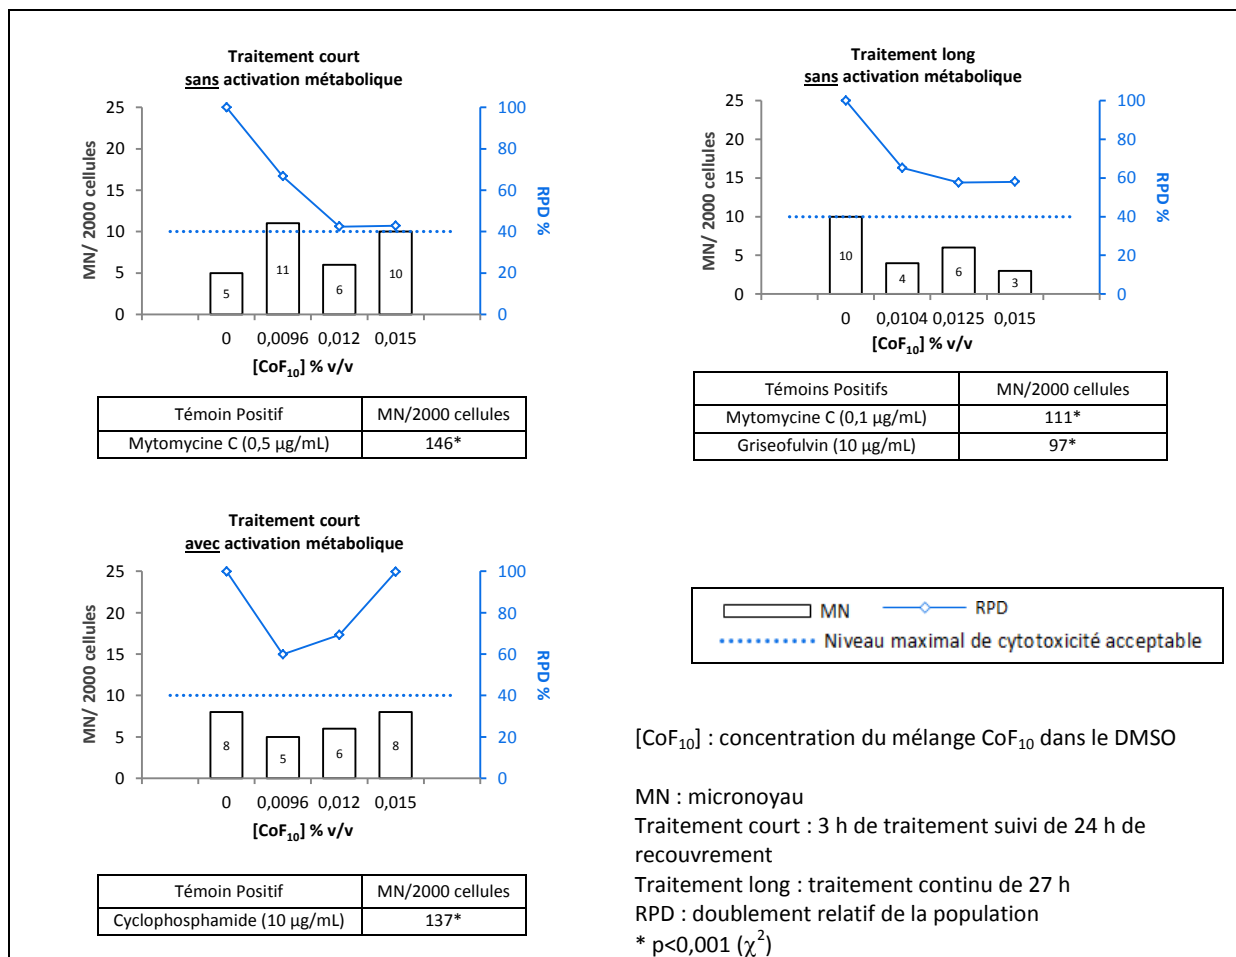 Traitement court
sans activation métabolique
25
20
15
10
5
0
MN/ 2000 cellules
100
80
60
40
20
0
RPD %
5
11
6
10
0 0,0096 0,012 0,015
[CoF10] % v/v
Témoin Positif MN/2000 cellules
Mytomycine C (0,5 µg/mL) 146*
Traitement long
sans activation métabolique
25
20
15
10
5
0
MN/ 2000 cellules
100
80
60
40
20
0
RPD %
10
4
6
3
0 0,0104 0,0125 0,015
[CoF10] % v/v
Témoins Positifs MN/2000 cellules
Mytomycine C (0,1 µg/mL) 111*
Griseofulvin (10 µg/mL) 97*
Traitement court
avec activation métabolique
25
20
15
10
5
0
MN/ 2000 cellules
100
80
60
40
20
0
RPD %
8
5
6
8
0 0,0096 0,012 0,015
[CoF10] % v/v
Témoin Positif MN/2000 cellules
Cyclophosphamide (10 µg/mL) 137*
MN RPD
Niveau maximal de cytotoxicité acceptable
[CoF10] : concentration du mélange CoF10 dans le DMSO
MN : micronoyau
Traitement court : 3 h de traitement suivi de 24 h de
recouvrement
Traitement long : traitement continu de 27 h
RPD : doublement relatif de la population
* p<0,001 (χ²)